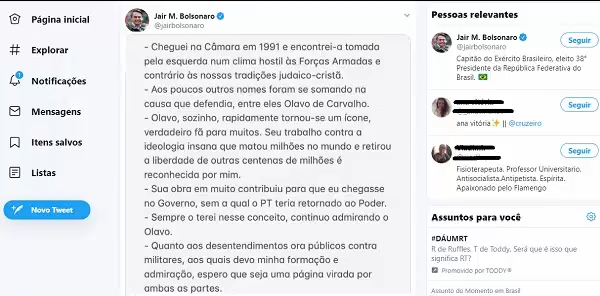 Página inicial
Explorar
1
Notificações
Mensagens
Itens salvos
Listas
Novo Tweet
Jair M. Bolsonaro
@jairbolsonaro
- Cheguei na Câmara em 1991 e encontrei-a tomada
pela esquerda num clima hostil às Forças Armadas e
contrário às nossas tradições judaico-cristã.
- Aos poucos outros nomes foram se somando na
causa que defendia, entre eles Olavo de Carvalho.
- Olavo, sozinho, rapidamente tornou-se um ícone,
verdadeiro fã para muitos. Seu trabalho contra a
ideologia insana que matou milhões no mundo e retirou
a liberdade de outras centenas de milhões é
reconhecida por mim.
- Sua obra em muito contribuiu para que eu chegasse
no Governo, sem a qual o PT teria retornado ao Poder.
- Sempre o terei nesse conceito, continuo admirando o
Olavo.
- Quanto aos desentendimentos ora públicos contra
militares, aos quais devo minha formação e
admiração, espero que seja uma página virada por
ambas as partes.
Pessoas relevantes
Jair M. Bolsonaro
@jairbolsonaro
Seguir
Capitão do Exército Brasileiro, eleito 38°
Presidente da República Federativa do
Brasil. 🇧🇷
Seguir
ana vitória✨ || @cruzeiro
Seguir
Fisioterapeuta. Professor Universitario.
Antisocialista.Antipetista. Espírita.
Apaixonado pelo Flamengo
Assuntos para você
#DÁUMRT
R de Ruffles. T de Toddy. Será que é isso que
significa RT?
Promovido por TODDY®
Assunto do Momento em Brasil